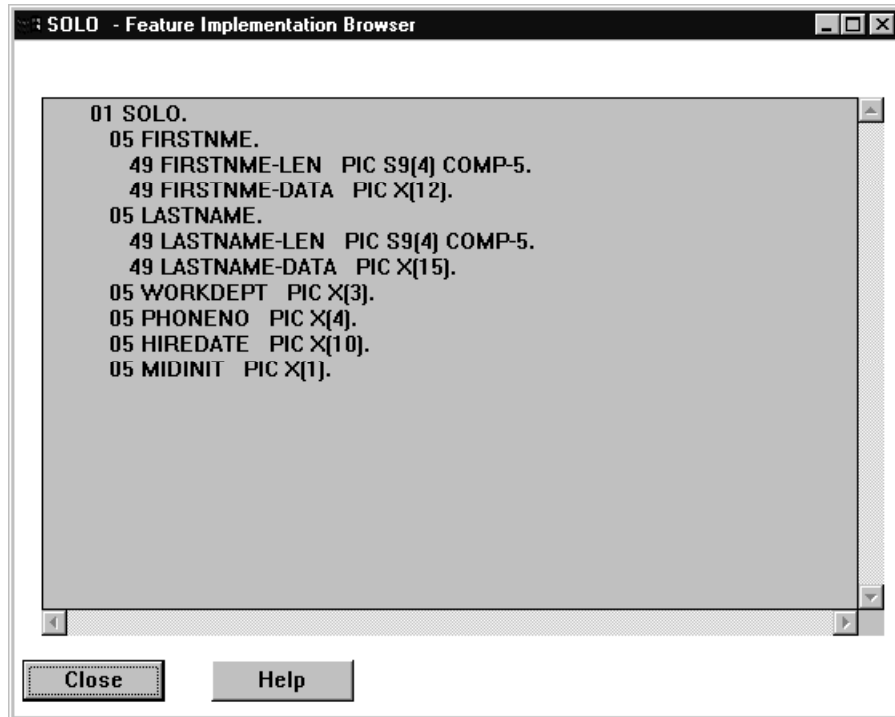 SOLO - Feature Implementation Browser
01 SOLO.
05 FIRSTNME.
49 FIRSTNME-LEN PIC S9(4) COMP-5.
49 FIRSTNME-DATA PIC X(12).
05 LASTNAME.
49 LASTNAME-LEN PIC S9(4) COMP-5.
49 LASTNAME-DATA PIC X(15).
05 WORKDEPT PIC X(3).
05 PHONENO PIC X(4).
05 HIREDATE PIC X(10).
05 MIDINIT PIC X(1).
Close Help